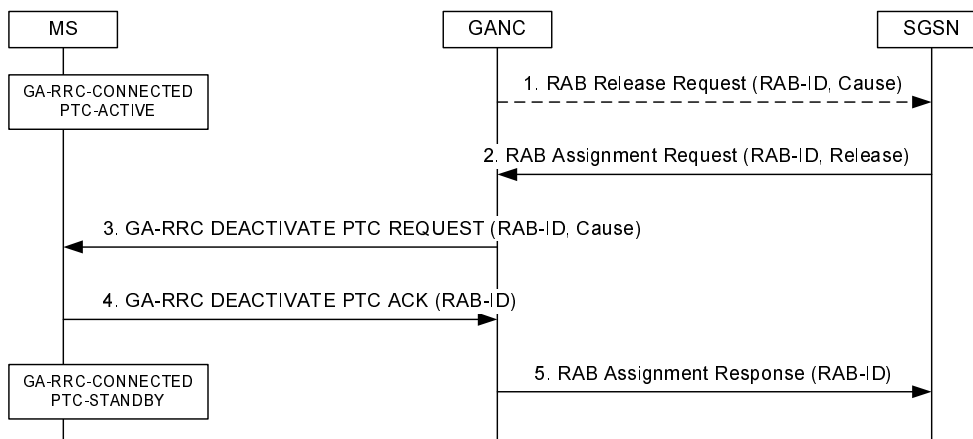 MS
GANC
SGSN
GA-RRC-CONNECTED
PTC-ACTIVE
1. RAB Release Request (RAB-ID, Cause)
2. RAB Assignment Request (RAB-ID, Release)
3. GA-RRC DEACTIVATE PTC REQUEST (RAB-ID, Cause)
4. GA-RRC DEACTIVATE PTC ACK (RAB-ID)
GA-RRC-CONNECTED
PTC-STANDBY
5. RAB Assignment Response (RAB-ID)